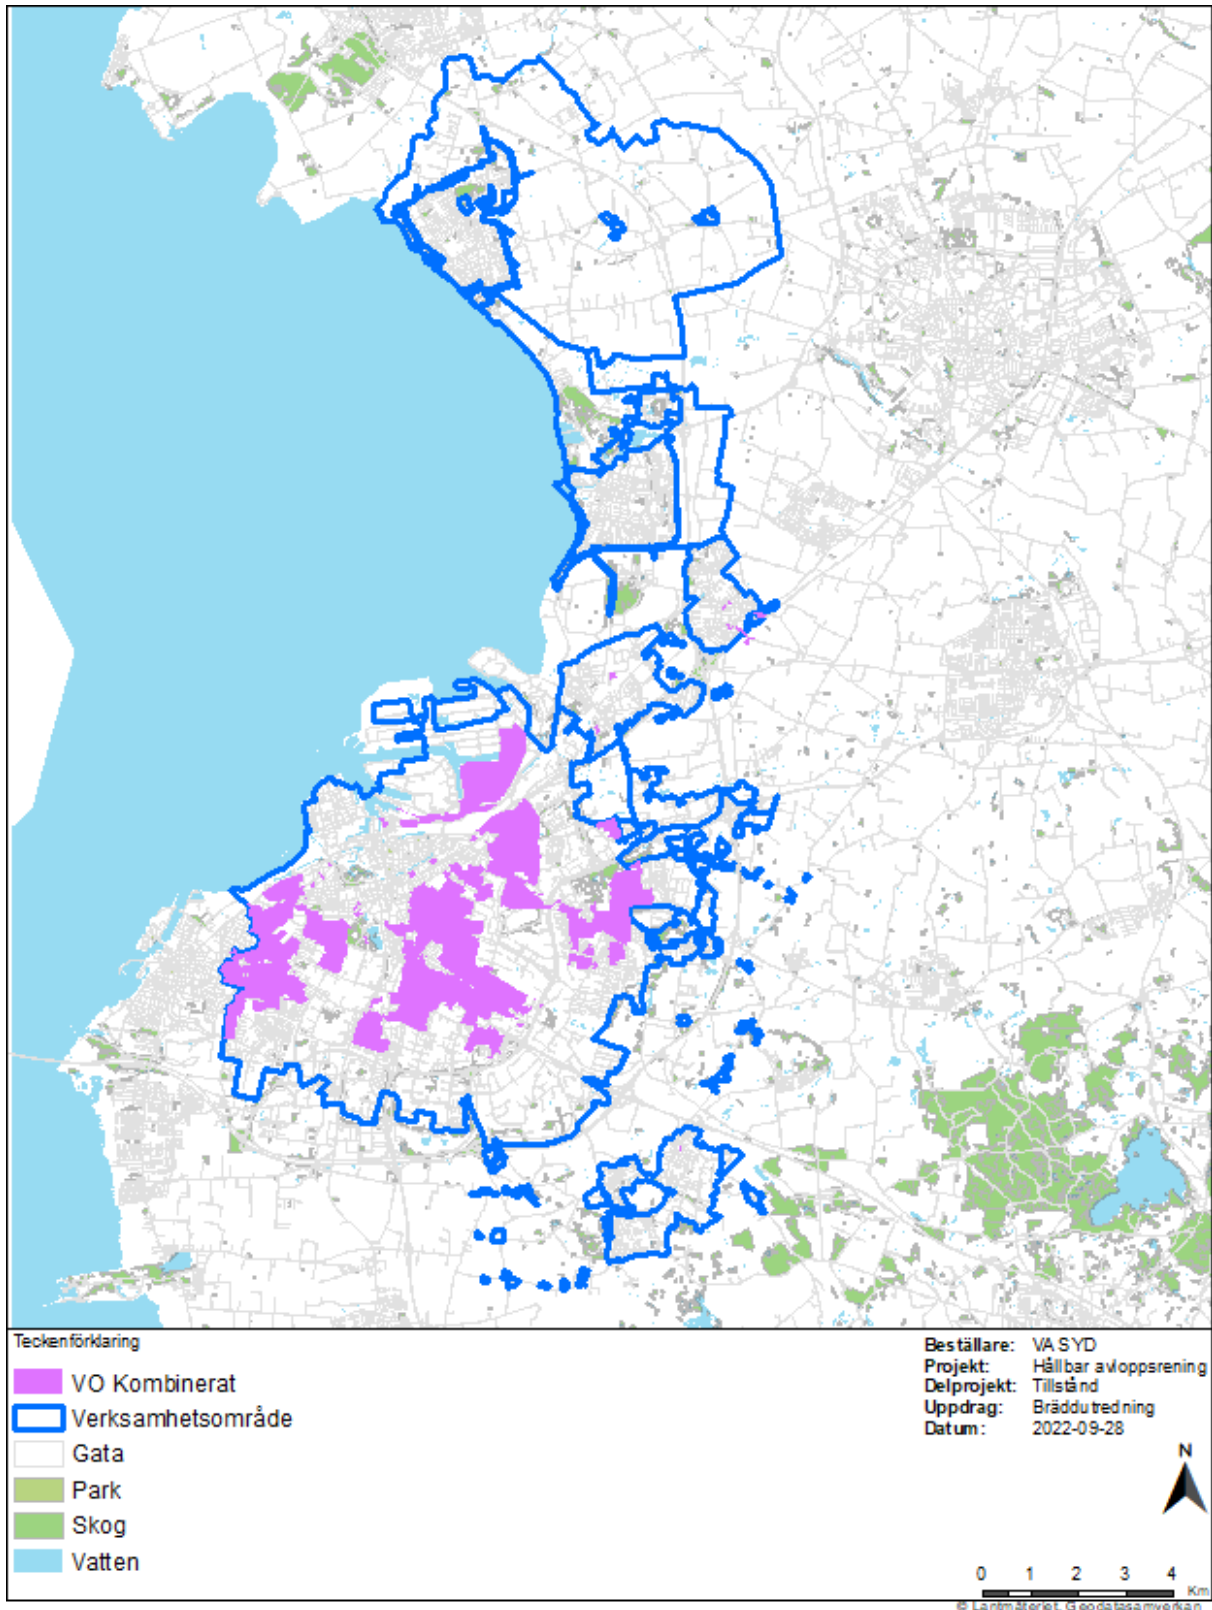 Teckenförklaring
VO Kombinerat
Verksamhetsområde
Gata
Park
Skog
Vatten
Beställare: VA SYD
Projekt: Hållbar avloppsrening
Delprojekt: Tillstånd
Uppdrag: Bräddutredning
Datum: 2022-09-28
N
0 1 2 3 4
Km
© Lantmäteriet, Geodatasamverkan